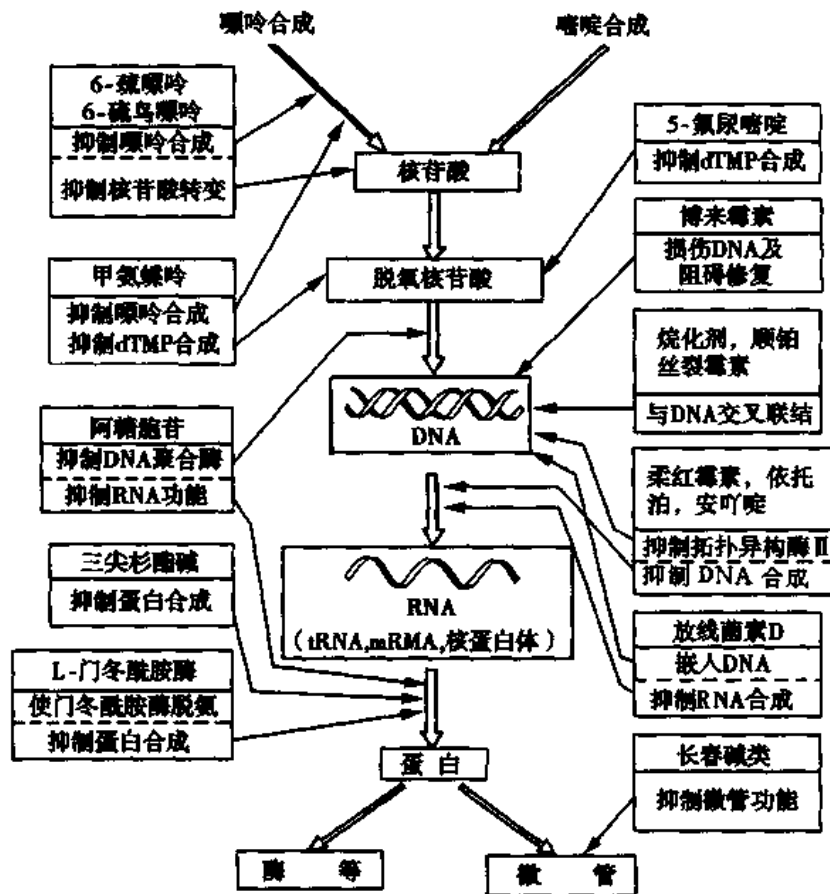 嘌呤合成
嘧啶合成
6-巯嘌呤
6-硫鸟嘌呤
抑制嘌呤合成
抑制核苷酸转变
5-氟尿嘧啶
抑制dTMP合成
核苷酸
博来霉素
损伤DNA及
阻碍修复
甲氨蝶呤
抑制嘌呤合成
抑制dTMP合成
脱氧核苷酸
烷化剂，顺铂
丝裂霉素
与DNA交叉联结
DNA
阿糖胞苷
抑制DNA聚合酶
抑制RNA功能
柔红霉素，依托
泊，安吖啶
抑制拓扑异构酶Ⅱ
抑制DNA合成
三尖杉酯碱
抑制蛋白合成
RNA
（tRNA,mRMA,核蛋白体）
放线菌素D
嵌人DNA
抑制RNA合成
L-门冬酰胺酶
使门冬酰胺酶脱氨
抑制蛋白合成
蛋白
长春碱类
抑制微管功能
酶 等
微 管